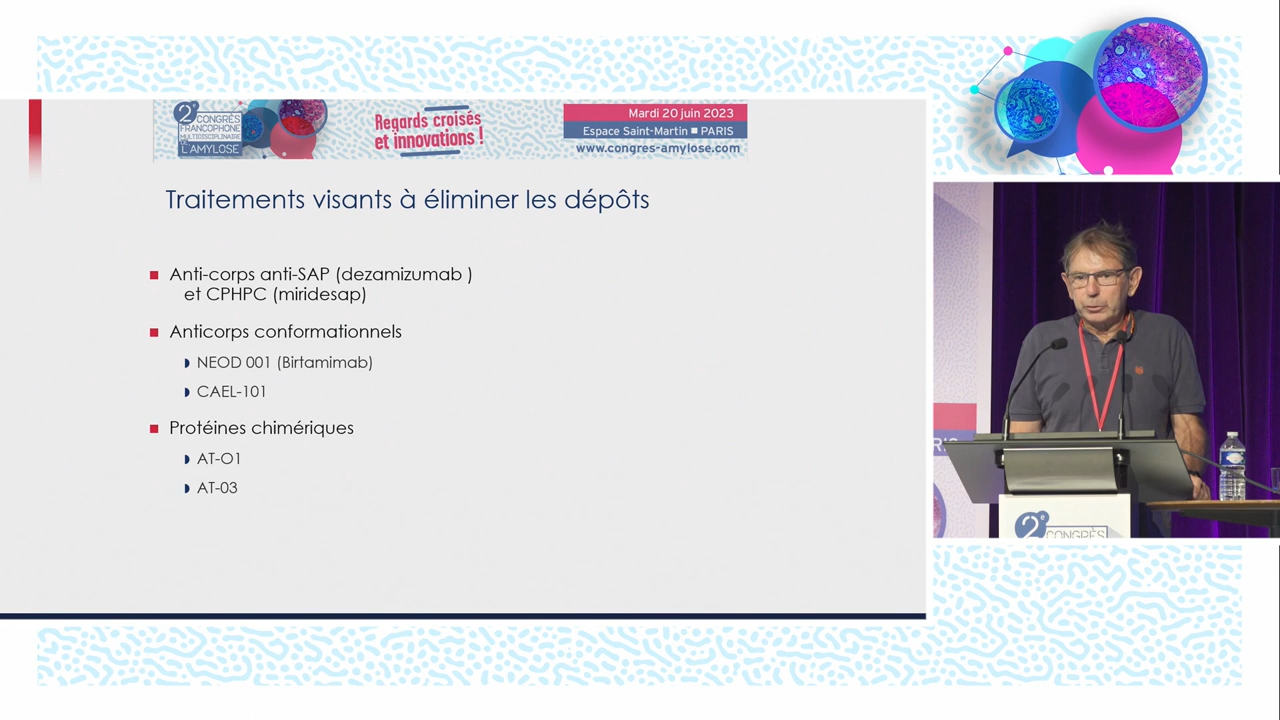 2e CONGRÈS
FRANCOPHONE
MULTIDISCIPLINAIRE
L'AMYLOSE
Regards croisés
et innovations !
Mardi 20 juin 2023
Espace Saint-Martin ■ PARIS
www.congres-amylose.com
Traitements visants à éliminer les dépôts
Anti-corps anti-SAP (dezamizumab )
et CPHPC (miridesap)
Anticorps conformationnels
NEOD 001 (Birtamimab)
CAEL-101
Protéines chimériques
AT-O1
AT-03
2e CONGRÈS